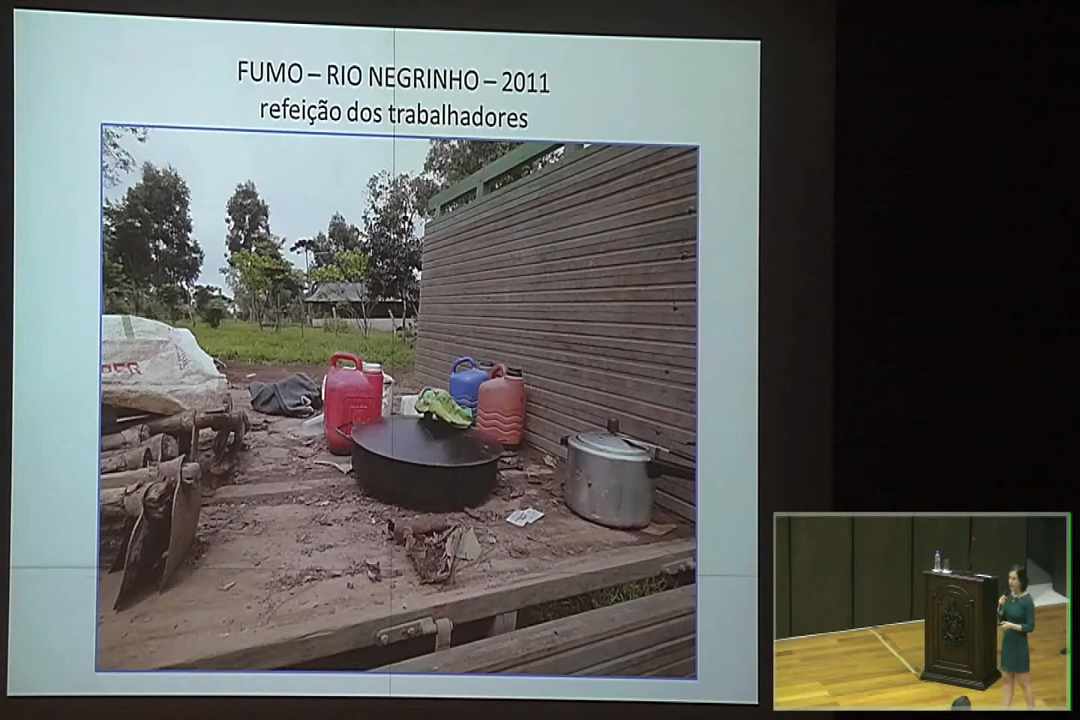 FUMO – RIO NEGRINHO – 2011
refeição dos trabalhadores